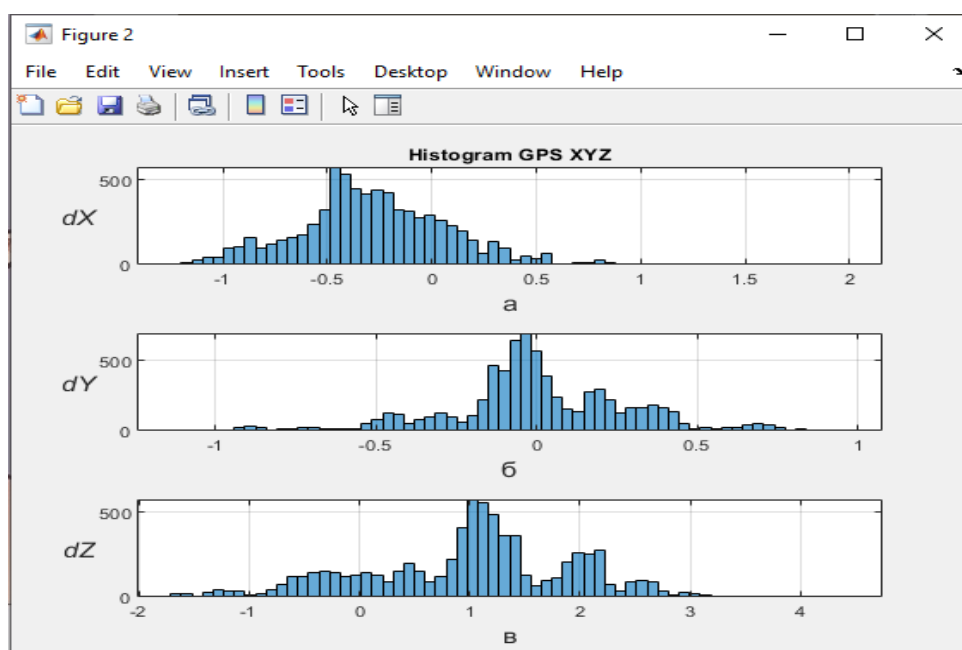 Figure 2
File Edit View Insert Tools Desktop Window Help
Histogram GPS XYZ
500
dX
0
-1 -0.5 0 0.5 1 1.5 2
а
500
dY
0
-1 -0.5 0 0.5 1
б
500
dZ
0
-2 -1 0 1 2 3 4
в